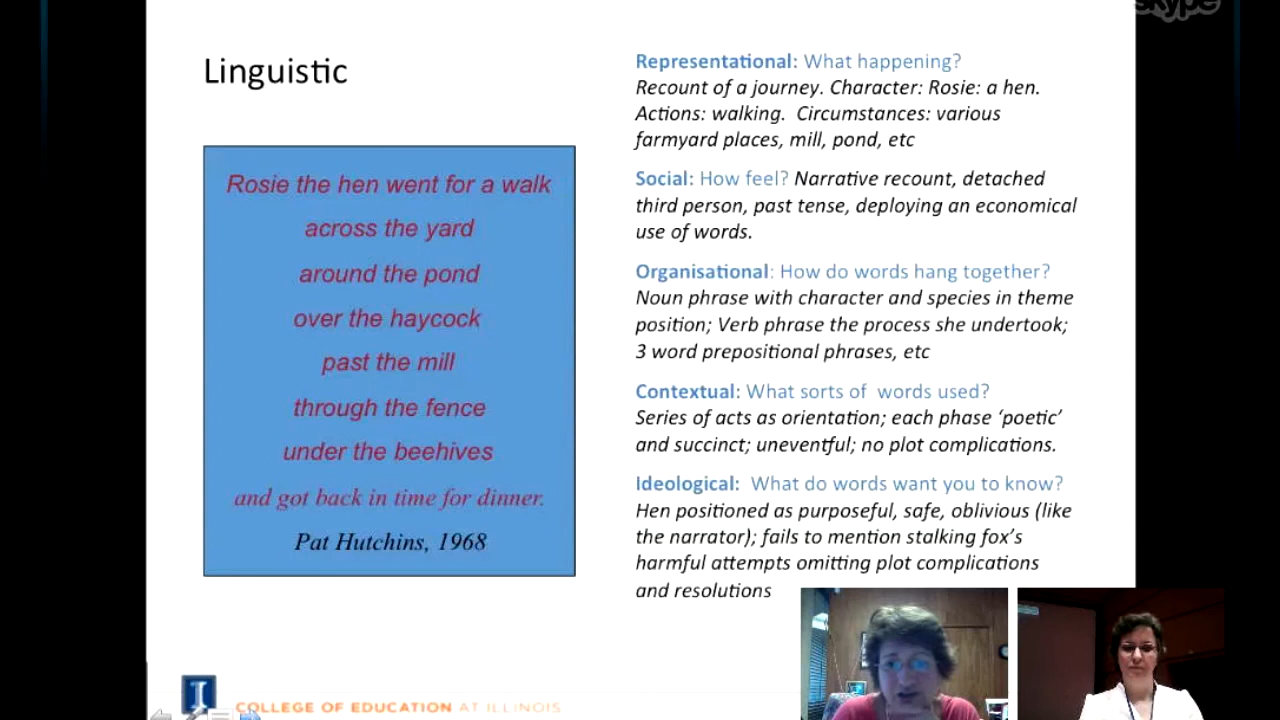 skype
Linguistic
Rosie the hen went for a walk
across the yard
around the pond
over the haycock
past the mill
through the fence
under the beehives
and got back in time for dinner.
Pat Hutchins, 1968
Representational: What happening?
Recount of a journey. Character: Rosie: a hen.
Actions: walking. Circumstances: various
farmyard places, mill, pond, etc
Social: How feel? Narrative recount, detached
third person, past tense, deploying an economical
use of words.
Organisational: How do words hang together?
Noun phrase with character and species in theme
position; Verb phrase the process she undertook;
3 word prepositional phrases, etc
Contextual: What sorts of words used?
Series of acts as orientation; each phase ‘poetic’
and succinct; uneventful; no plot complications.
Ideological: What do words want you to know?
Hen positioned as purposeful, safe, oblivious (like
the narrator); fails to mention stalking fox’s
harmful attempts omitting plot complications
and resolutions
I
COLLEGE OF EDUCATION AT ILLINOIS